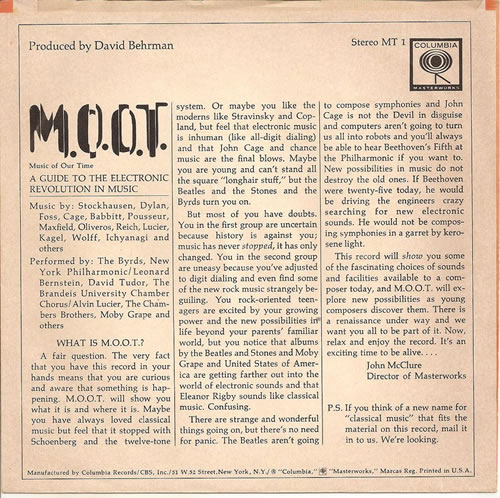 Produced by David Behrman
Stereo MT 1
COLUMBIA
MASTERWORKS
M.O.O.T.
Music of Our Time
A GUIDE TO THE ELECTRONIC
REVOLUTION IN MUSIC
Music by: Stockhausen, Dylan,
Foss, Cage, Babbitt, Pousseur,
Maxfield, Oliveros, Reich, Lucier,
Kagel, Wolff, Ichyanagi and
others
Performed by: The Byrds, New
York Philharmonic/Leonard
Bernstein, David Tudor, The
Brandeis University Chamber
Chorus/Alvin Lucier, The Cham-
bers Brothers, Moby Grape and
others
WHAT IS M.O.O.T.?
A fair question. The very fact
that you have this record in your
hands means that you are curious
and aware that something is hap-
pening. M.O.O.T. will show you
what it is and where it is. Maybe
you have always loved classical
music but feel that it stopped with
Schoenberg and the twelve-tone
system. Or maybe you like the
moderns like Stravinsky and Cop-
land, but feel that electronic music
is inhuman (like all-digit dialing)
and that John Cage and chance
music are the final blows. Maybe
you are young and can't stand all
the square "longhair stuff," but the
Beatles and the Stones and the
Byrds turn you on.
But most of you have doubts.
You in the first group are uncertain
because history is against you;
music has never stopped, it has only
changed. You in the second group
are uneasy because you've adjusted
to digit dialing and even find some
of the new rock music strangely be-
guiling. You rock-oriented teen-
agers are excited by your growing
power and the new possibilities in
life beyond your parents' familiar
world, but you notice that albums
by the Beatles and Stones and Moby
Grape and United States of Amer-
ica are getting farther out into the
world of electronic sounds and that
Eleanor Rigby sounds like classical
music. Confusing.
There are strange and wonderful
things going on, but there's no need
for panic. The Beatles aren't going
to compose symphonies and John
Cage is not the Devil in disguise
and computers aren't going to turn
us all into robots and you'll always
be able to hear Beethoven's Fifth at
the Philharmonic if you want to.
New possibilities in music do not
destroy the old ones. If Beethoven
were twenty-five today, he would
be driving the engineers crazy
searching for new electronic
sounds. He would not be compos-
ing symphonies in a garret by kero-
sene light.
This record will show you some
of the fascinating choices of sounds
and facilities available to a com-
poser today, and M.O.O.T. will ex-
plore new possibilities as young
composers discover them. There is
a renaissance under way and we
want you all to be part of it. Now,
relax and enjoy the record. It's an
exciting time to be alive. . . .
John McClure
Director of Masterworks
P.S. If you think of a new name for
"classical music" that fits the
material on this record, mail it
in to us. We're looking.
Manufactured by Columbia Records/CBS, Inc./51 W. 52 Street, New York, N.Y./® "Columbia," "Masterworks," Marcas Reg. Printed in U.S.A.